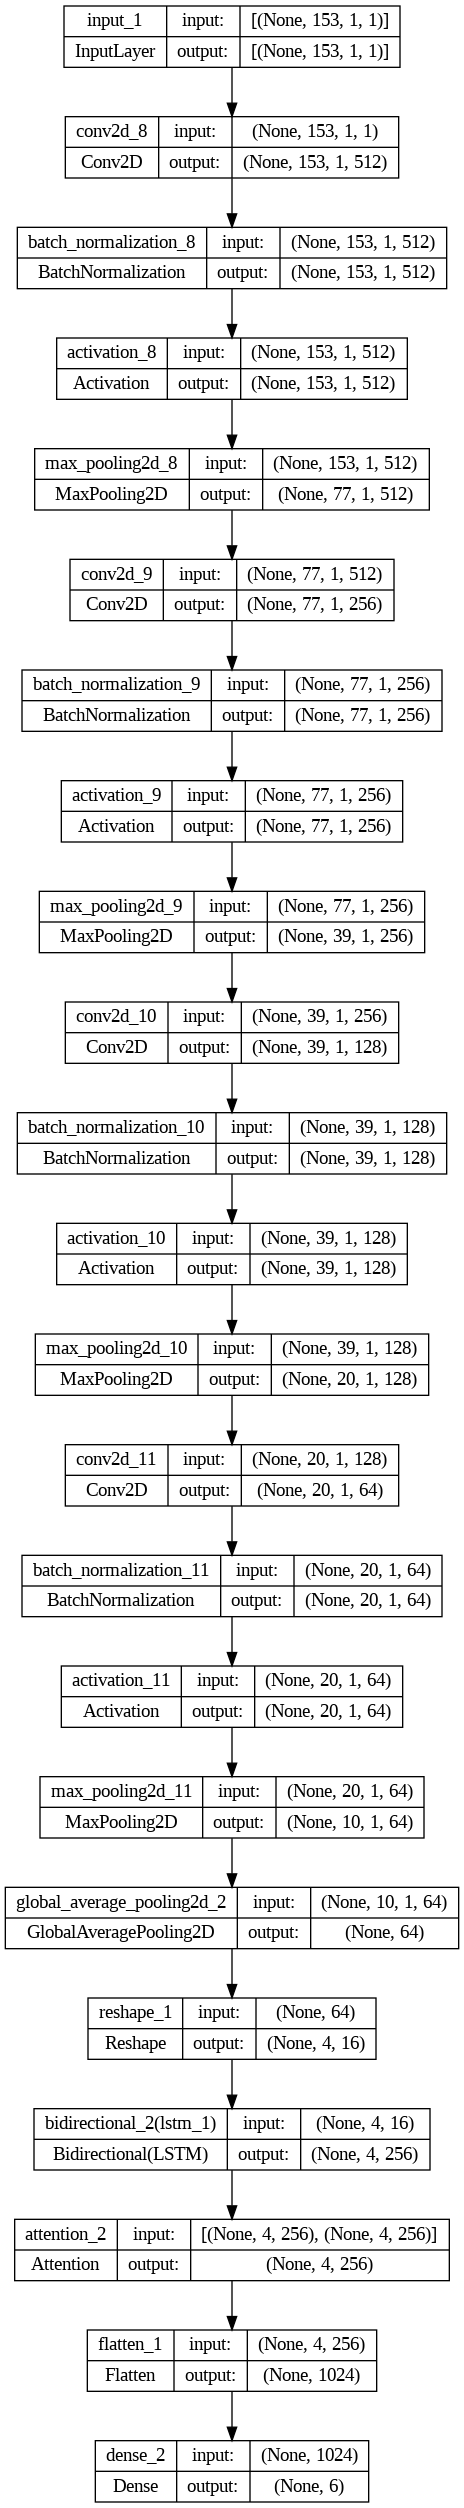 input_1 input: [(None, 153, 1, 1)]
InputLayer output: [(None, 153, 1, 1)]
conv2d_8 input: (None, 153, 1, 1)
Conv2D output: (None, 153, 1, 512)
batch_normalization_8 input: (None, 153, 1, 512)
BatchNormalization output: (None, 153, 1, 512)
activation_8 input: (None, 153, 1, 512)
Activation output: (None, 153, 1, 512)
max_pooling2d_8 input: (None, 153, 1, 512)
MaxPooling2D output: (None, 77, 1, 512)
conv2d_9 input: (None, 77, 1, 512)
Conv2D output: (None, 77, 1, 256)
batch_normalization_9 input: (None, 77, 1, 256)
BatchNormalization output: (None, 77, 1, 256)
activation_9 input: (None, 77, 1, 256)
Activation output: (None, 77, 1, 256)
max_pooling2d_9 input: (None, 77, 1, 256)
MaxPooling2D output: (None, 39, 1, 256)
conv2d_10 input: (None, 39, 1, 256)
Conv2D output: (None, 39, 1, 128)
batch_normalization_10 input: (None, 39, 1, 128)
BatchNormalization output: (None, 39, 1, 128)
activation_10 input: (None, 39, 1, 128)
Activation output: (None, 39, 1, 128)
max_pooling2d_10 input: (None, 39, 1, 128)
MaxPooling2D output: (None, 20, 1, 128)
conv2d_11 input: (None, 20, 1, 128)
Conv2D output: (None, 20, 1, 64)
batch_normalization_11 input: (None, 20, 1, 64)
BatchNormalization output: (None, 20, 1, 64)
activation_11 input: (None, 20, 1, 64)
Activation output: (None, 20, 1, 64)
max_pooling2d_11 input: (None, 20, 1, 64)
MaxPooling2D output: (None, 10, 1, 64)
global_average_pooling2d_2 input: (None, 10, 1, 64)
GlobalAveragePooling2D output: (None, 64)
reshape_1 input: (None, 64)
Reshape output: (None, 4, 16)
bidirectional_2(lstm_1) input: (None, 4, 16)
Bidirectional(LSTM) output: (None, 4, 256)
attention_2 input: [(None, 4, 256), (None, 4, 256)]
Attention output: (None, 4, 256)
flatten_1 input: (None, 4, 256)
Flatten output: (None, 1024)
dense_2 input: (None, 1024)
Dense output: (None, 6)